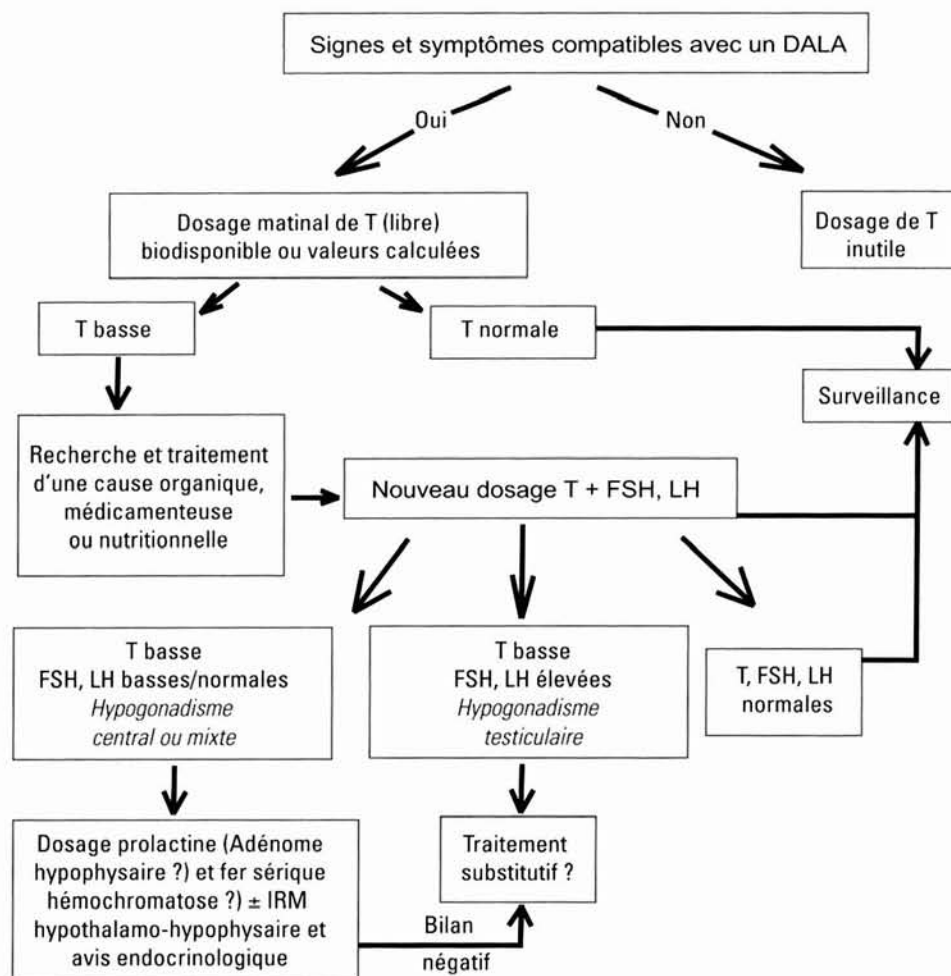 Signes et symptômes compatibles avec un DALA
Oui
Non
Dosage matinal de T (libre)
biodisponible ou valeurs calculées
Dosage de T
inutile
T basse
T normale
Surveillance
Recherche et traitement
d'une cause organique,
médicamenteuse
ou nutritionnelle
Nouveau dosage T + FSH, LH
T basse
FSH, LH basses/normales
Hypogonadisme
central ou mixte
T basse
FSH, LH élevées
Hypogonadisme
testiculaire
T, FSH, LH
normales
Dosage prolactine (Adénome
hypophysaire ?) et fer sérique
hémochromatose ?) ± IRM
hypothalamo-hypophysaire et
avis endocrinologique
Bilan
négatif
Traitement
substitutif ?